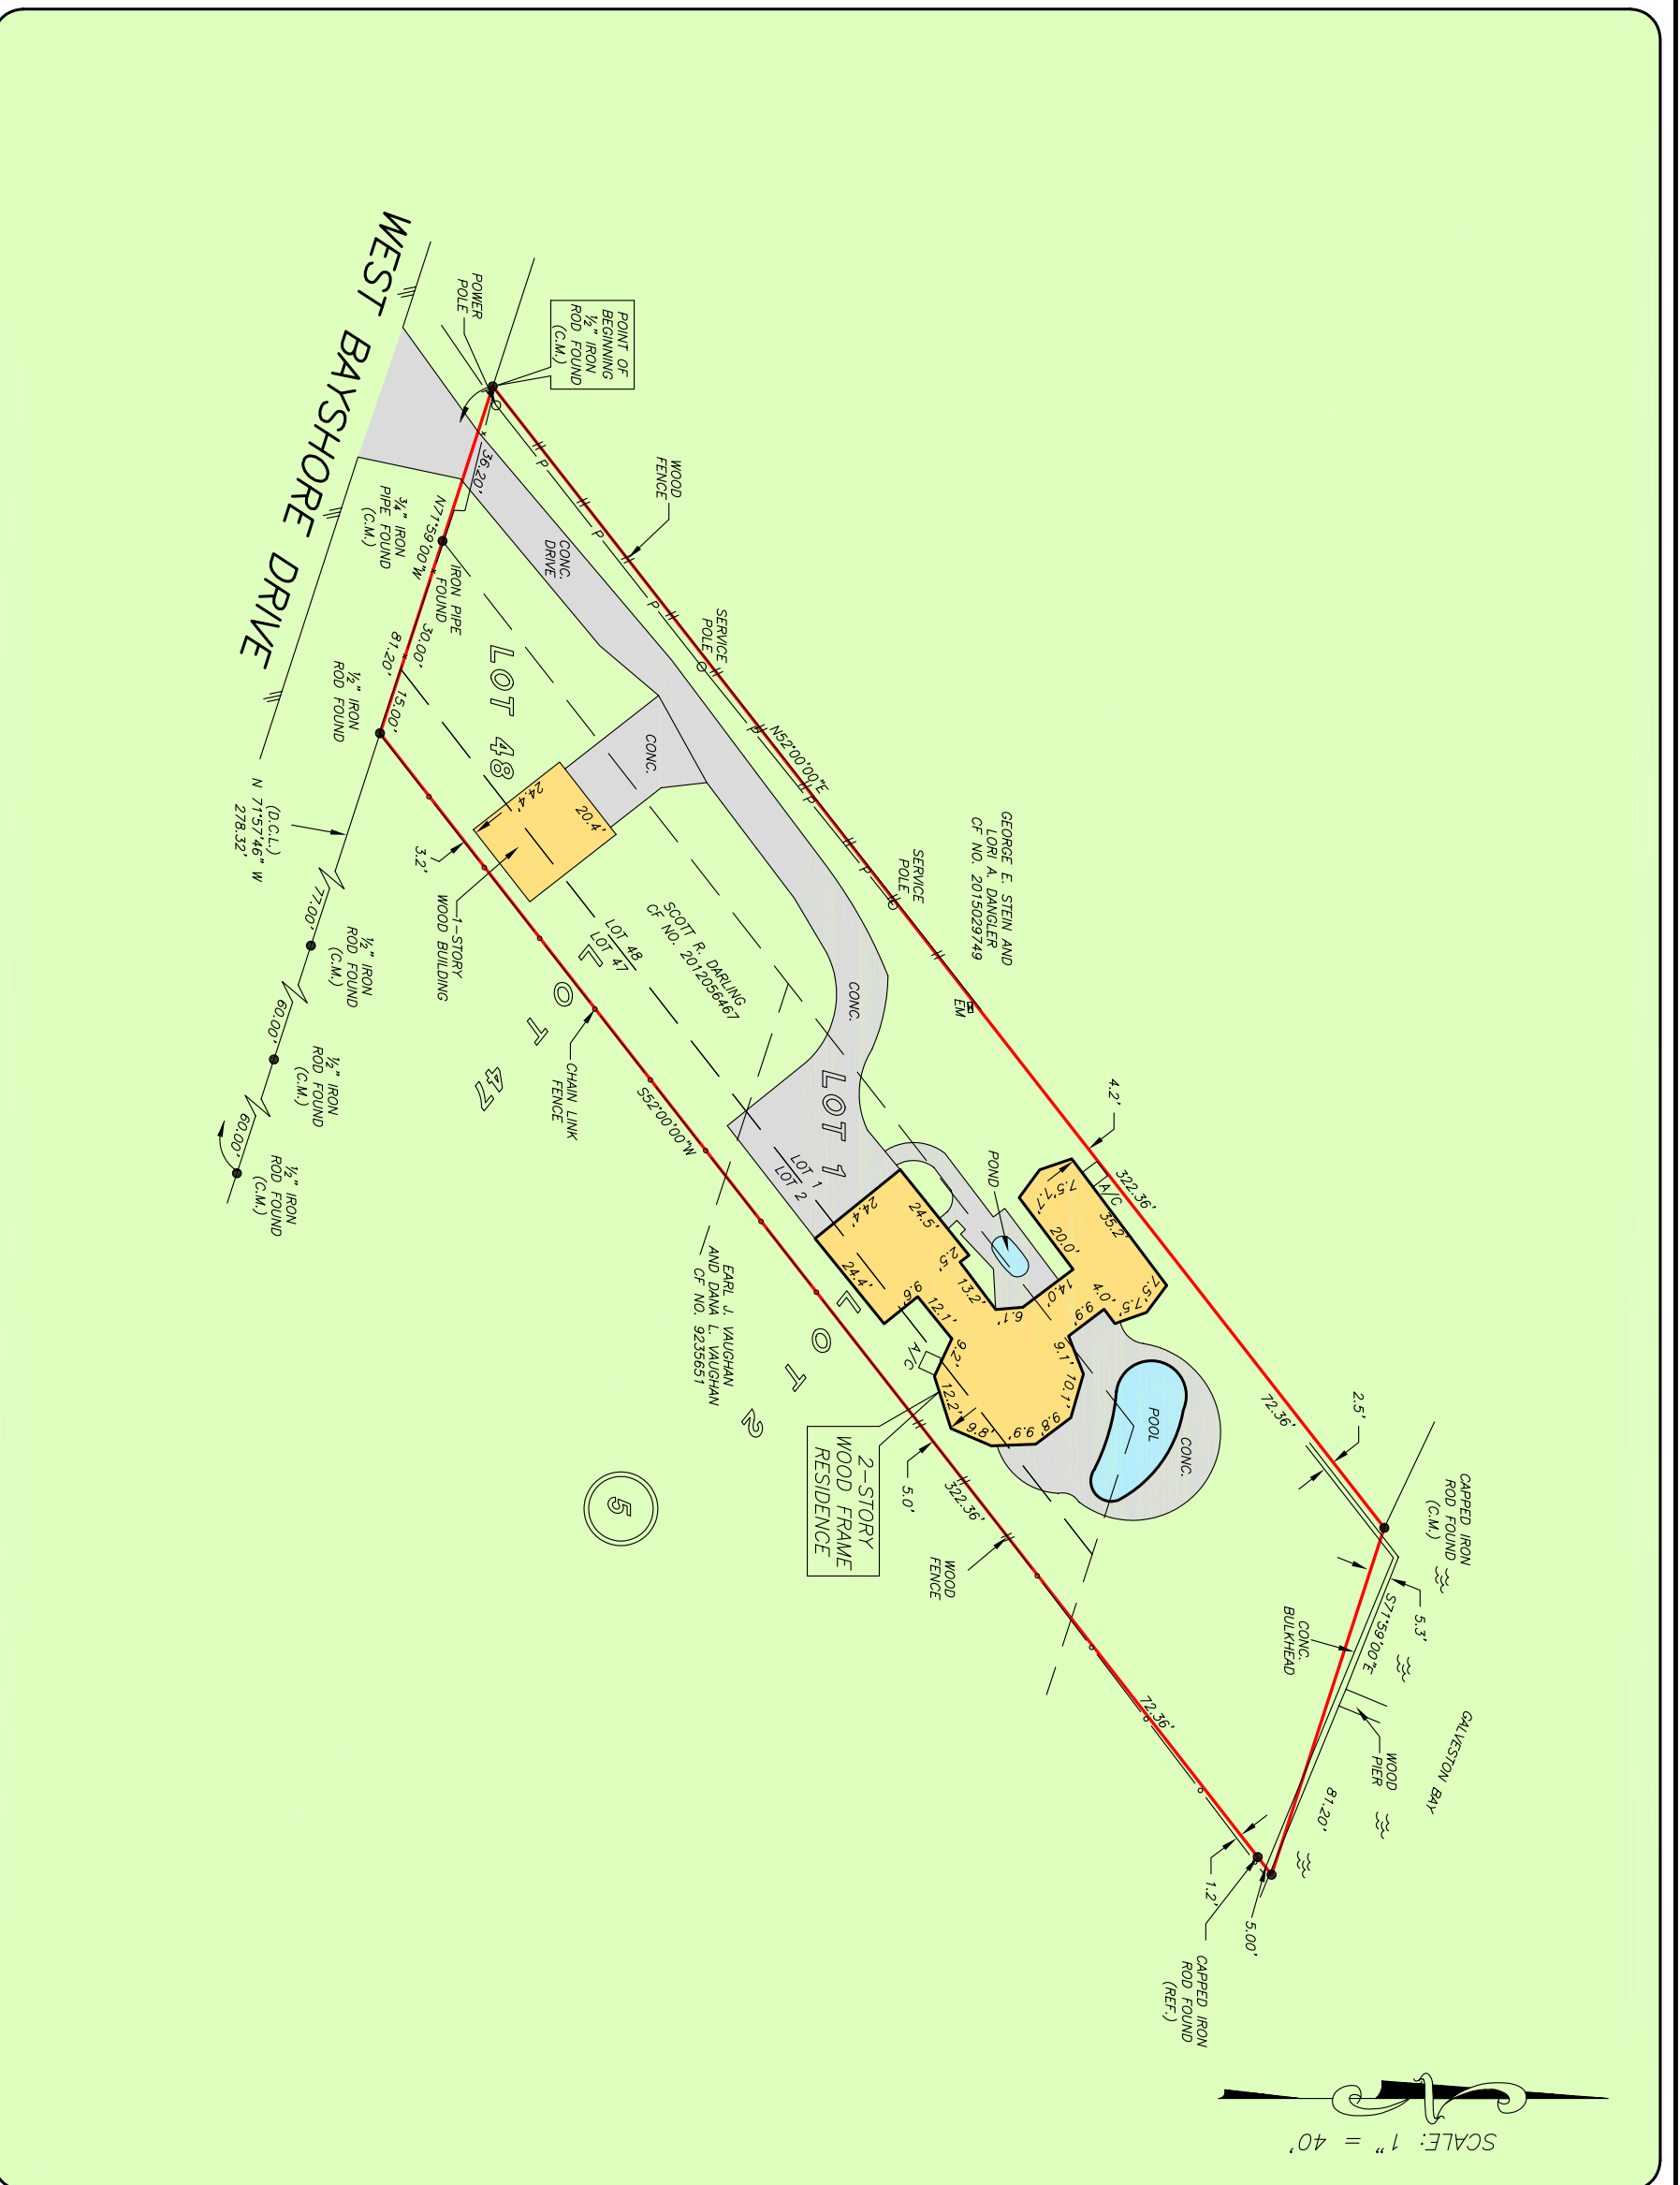 WEST BAYSHORE DRIVE
POWER
POLE
POINT OF
BEGINNING
½" IRON
ROD FOUND
(C.M.)
WOOD
FENCE
36.20'
N71°59'00"W
¾" IRON
PIPE FOUND
(C.M.)
IRON PIPE
FOUND
30.00'
81.20'
15.00'
½" IRON
ROD FOUND
CONC.
DRIVE
P
P
P
P
P
P
SERVICE
POLE
N52°00'00"E
LOT 48
CONC.
24.4'
20.4'
3.2'
1-STORY
WOOD BUILDING
(D.C.L.)
N 71°57'46" W
278.32'
77.00'
½" IRON
ROD FOUND
(C.M.)
60.00'
½" IRON
ROD FOUND
(C.M.)
60.00'
½" IRON
ROD FOUND
(C.M.)
GEORGE E. STEIN AND
LORI A. DANGLER
CF NO. 2015029749
SERVICE
POLE
EM
SCOTT R. DARLING
CF NO. 2012056467
LOT 48
LOT 47
LOT 47
CHAIN LINK
FENCE
S52°00'00"W
CONC.
LOT 1
LOT 1
LOT 2
4.2'
322.36'
A/C
POND
7.5'
1.7'
35.2'
20.0'
7.5'
7.5'
4.0'
14.0'
9.9'
24.5'
2.5'
13.2'
6.1'
24.4'
24.4'
9.6'
12.1'
9.2'
A/C
12.2'
9.8'
9.9'
9.8'
10.1'
9.1'
EARL J. VAUGHAN
AND DANA L. VAUGHAN
CF NO. 9235651
LOT 2
2-STORY
WOOD FRAME
RESIDENCE
5
POOL
CONC.
5.0'
322.36'
WOOD
FENCE
72.36'
2.5'
CAPPED IRON
ROD FOUND
(C.M.)
5.3'
S71°59'00"E
CONC.
BULKHEAD
WOOD
PIER
GALVESTON BAY
81.20'
72.36'
1.2'
5.00'
CAPPED IRON
ROD FOUND
(REF.)
N
SCALE: 1" = 40'